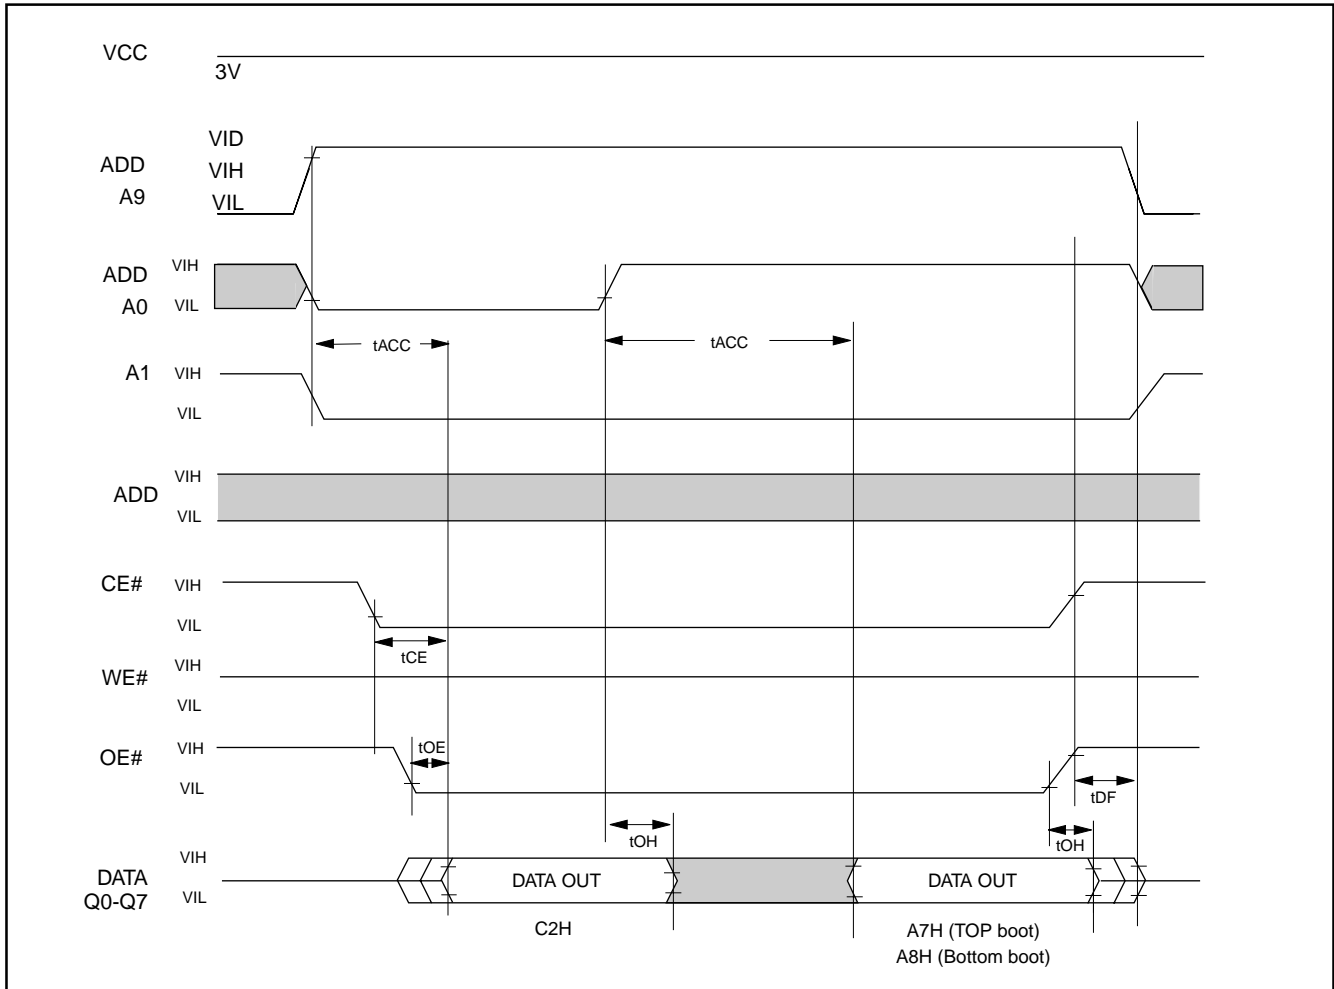 VCC
3V
VID
ADD
VIH
A9
VIL
ADD
VIH
A0
VIL
tACC
tACC
A1
VIH
VIL
ADD
VIH
VIL
CE#
VIH
VIL
tCE
WE#
VIH
VIL
OE#
VIH
tOE
VIL
tDF
tOH
tOH
VIH
DATA
Q0-Q7
VIL
DATA OUT
DATA OUT
C2H
A7H (TOP boot)
A8H (Bottom boot)